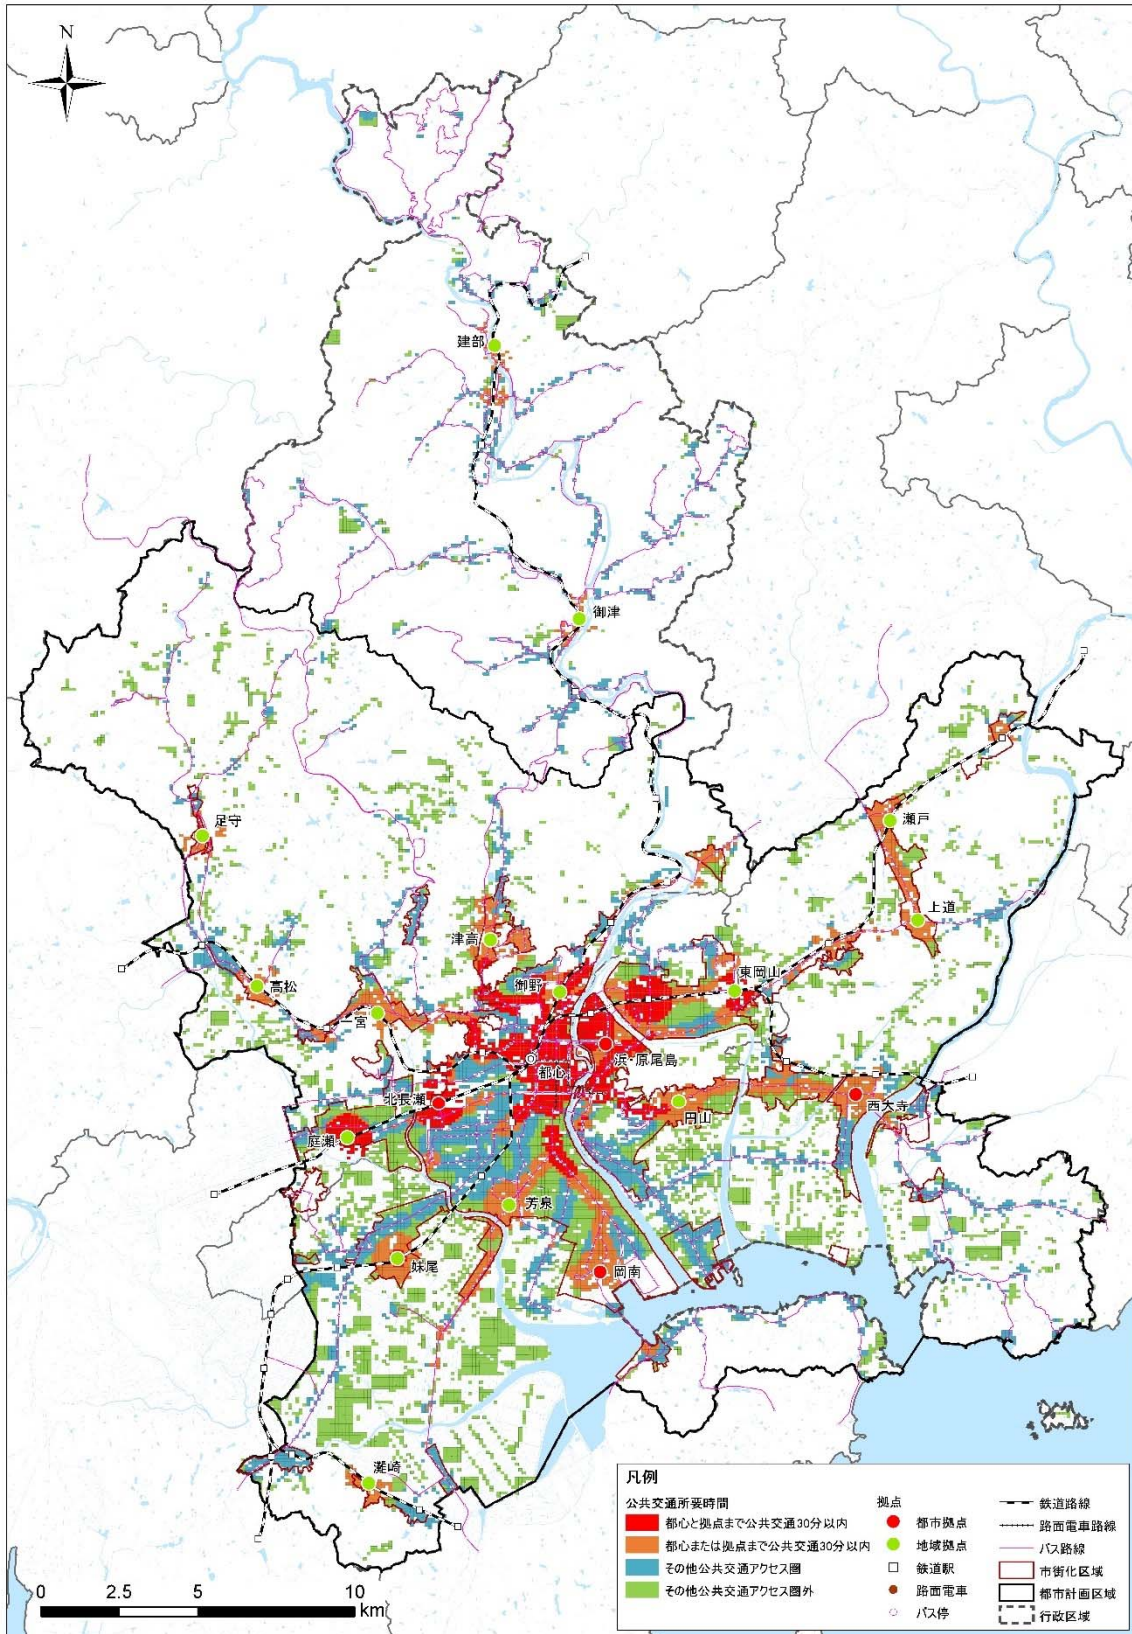 N
建部
御津
足守
瀬戸
上道
津高
御野
東岡山
高松
一宮
浜・原尾島
都心
北長瀬
円山
西大寺
庭瀬
芳泉
妹尾
岡南
灘崎
凡例
公共交通所要時間
都心と拠点まで公共交通30分以内
都心または拠点まで公共交通30分以内
その他公共交通アクセス圏
その他公共交通アクセス圏外
拠点
都市拠点
地域拠点
鉄道駅
路面電車
バス停
鉄道路線
路面電車路線
バス路線
市街化区域
都市計画区域
行政区域
0 2.5 5 10
km